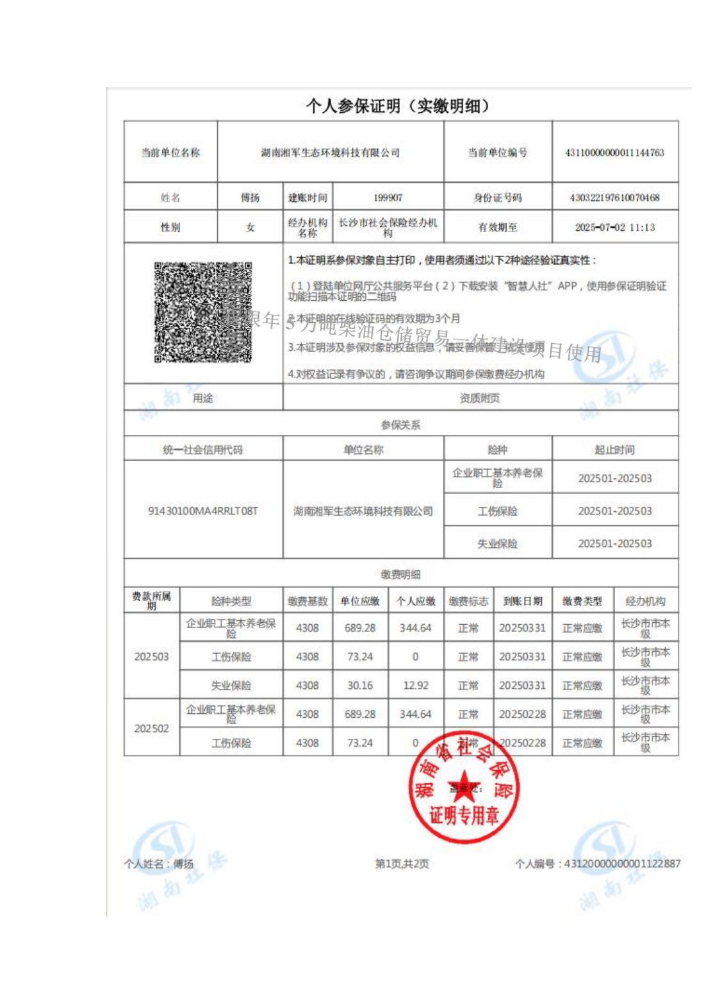 个人参保证明（实缴明细）
当前单位名称 湖南湘军生态环境科技有限公司 当前单位编号 43110000000011144763
姓名 傅扬 建账时间 199907 身份证号码 430322197610070468
性别 女 经办机构名称 长沙市社会保险经办机构 有效期至 2025-07-02 11:13
1.本证明系参保对象自主打印，使用者须通过以下2种途径验证真实性：
（1）登陆单位网厅公共服务平台（2）下载安装“智慧人社”APP，使用参保证明验证
功能扫描本证明的二维码
2.本证明的在线验证码的有效期为3个月
限年5万吨柴油仓储贸易一体建设项目使用
3.本证明涉及参保对象的权益信息，请妥善保管，依法使用
4.对权益记录有争议的，请咨询争议期间参保缴费经办机构
用途 资质附页
参保关系
统一社会信用代码 单位名称 险种 起止时间
91430100MA4RRLT08T 湖南湘军生态环境科技有限公司 企业职工基本养老保险 202501-202503
工伤保险 202501-202503
失业保险 202501-202503
缴费明细
费款所属期 险种类型 缴费基数 单位应缴 个人应缴 缴费标志 到账日期 缴费类型 经办机构
202503 企业职工基本养老保险 4308 689.28 344.64 正常 20250331 正常应缴 长沙市市本级
工伤保险 4308 73.24 0 正常 20250331 正常应缴 长沙市市本级
失业保险 4308 30.16 12.92 正常 20250331 正常应缴 长沙市市本级
202502 企业职工基本养老保险 4308 689.28 344.64 正常 20250228 正常应缴 长沙市市本级
工伤保险 4308 73.24 0 正常 20250228 正常应缴 长沙市市本级
湖南省社会保险
盖章处：
证明专用章
个人姓名：傅扬 第1页,共2页 个人编号：43120000000001122887
湖南社保
湖南社保
湖南社保
湖南社保